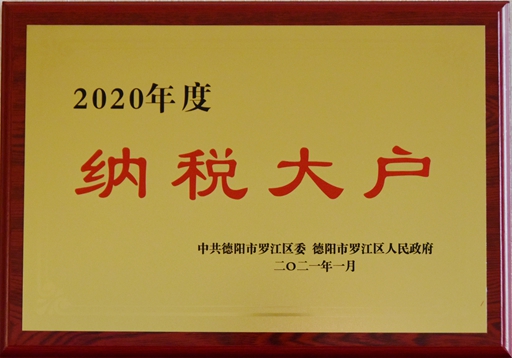 2020年度
纳税大户
中共德阳市罗江区委 德阳市罗江区人民政府
二〇二一年一月